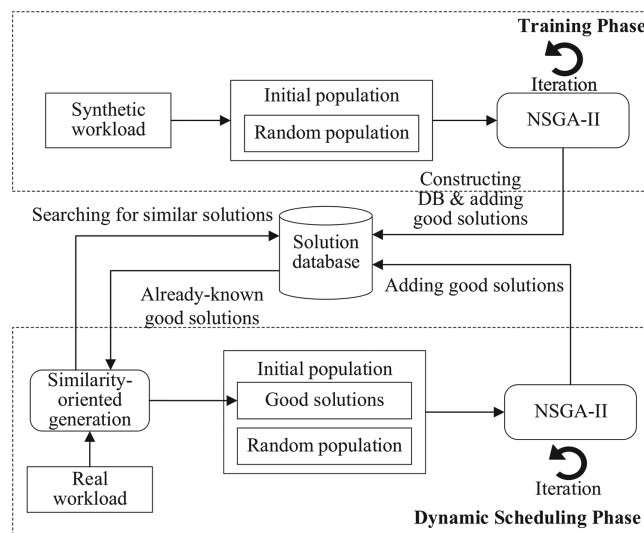 Training Phase
Iteration
Synthetic
workload
Initial population
Random population
NSGA-II
Constructing
DB & adding
good solutions
Searching for similar solutions
Solution
database
Already-known
good solutions
Adding good solutions
Similarity-
oriented
generation
Initial population
Good solutions
Random population
NSGA-II
Real
workload
Iteration
Dynamic Scheduling Phase